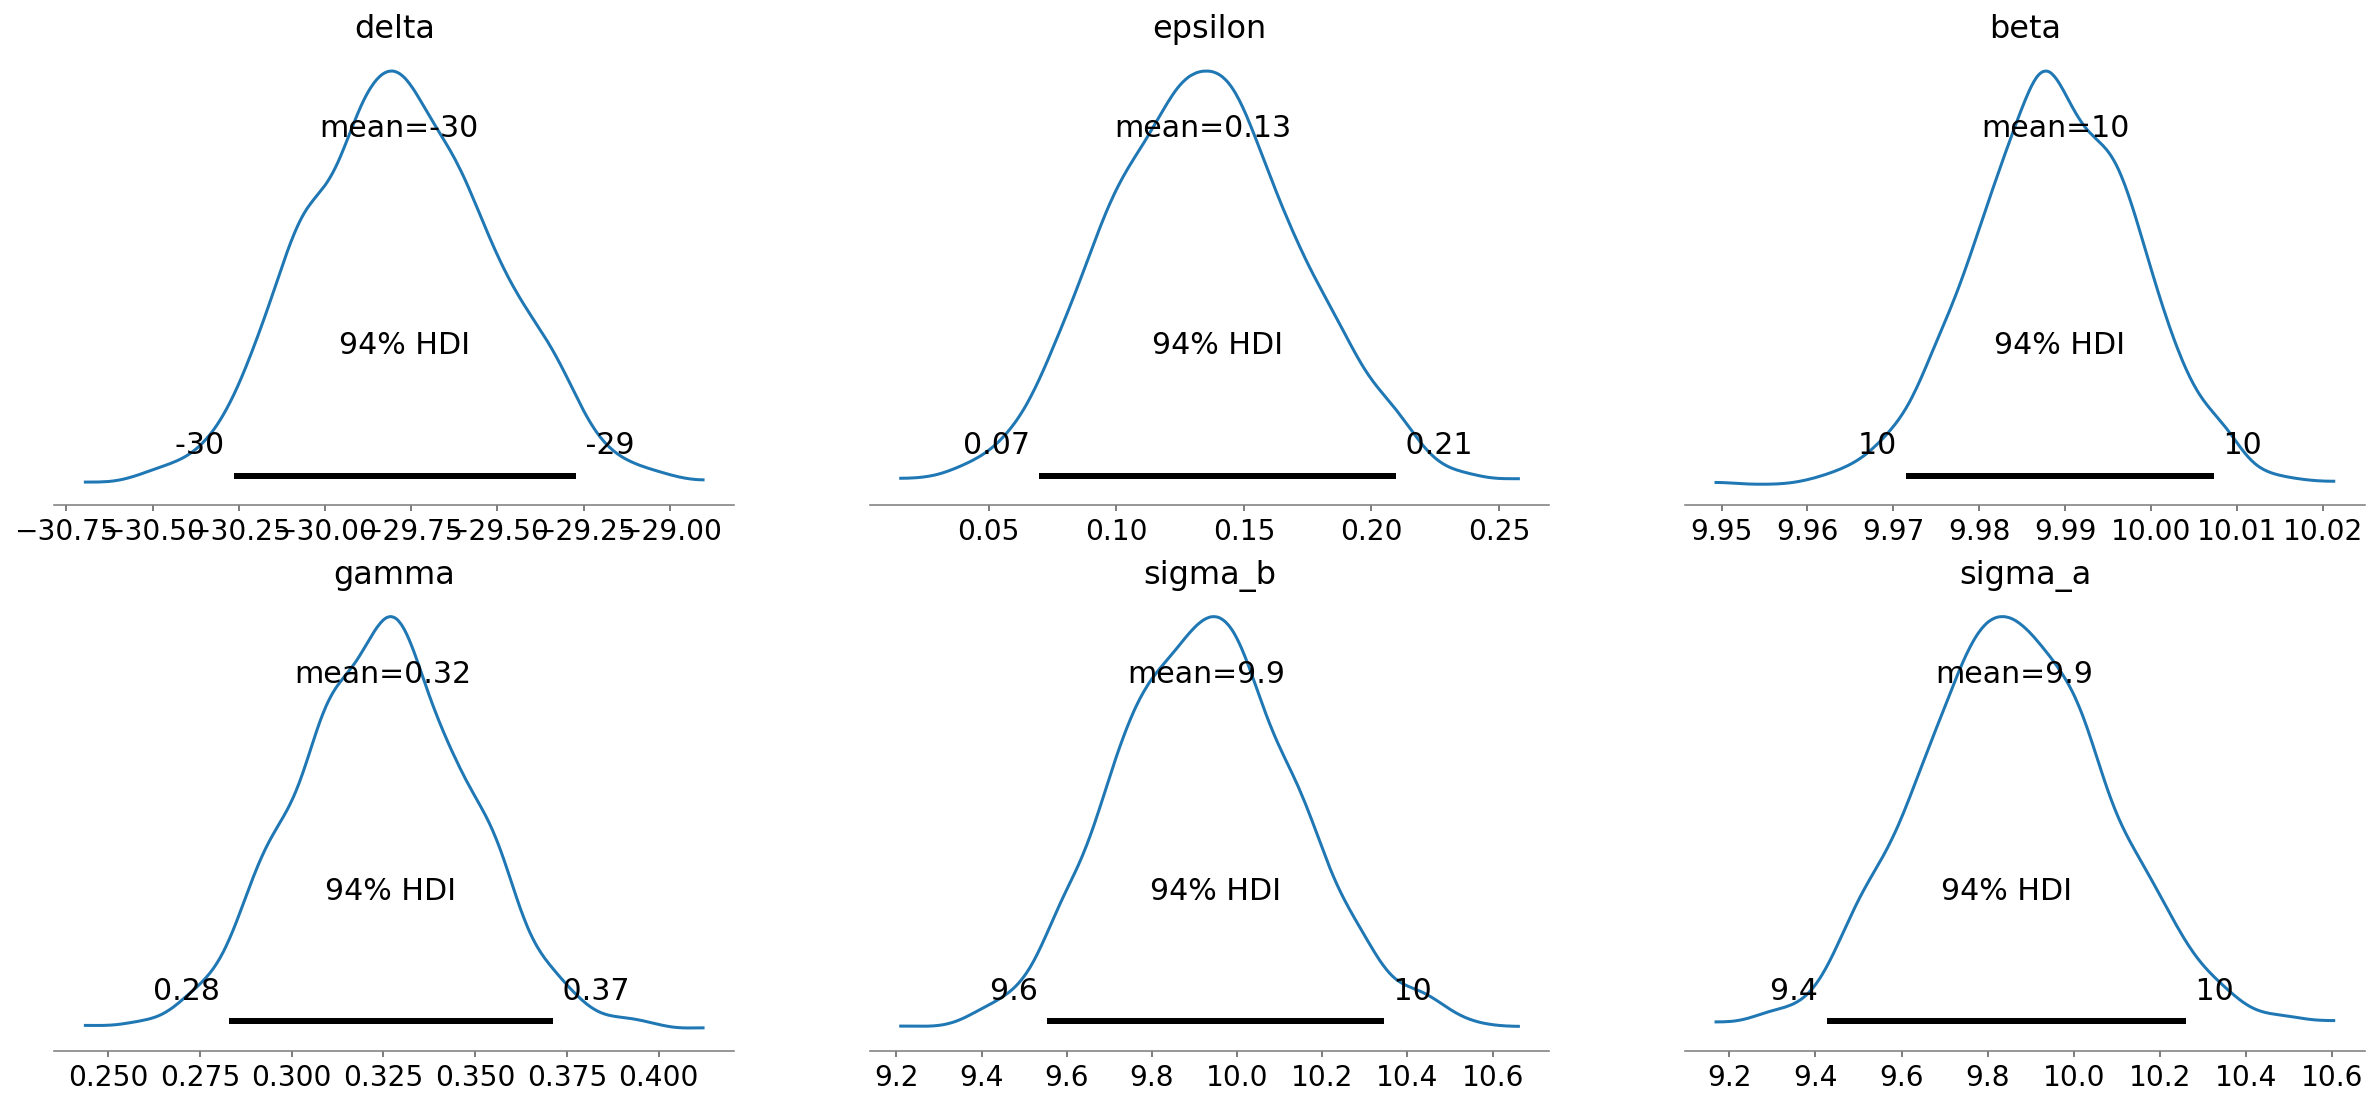 delta epsilon beta
mean=-30 mean=0.13 mean=10
94% HDI 94% HDI 94% HDI
-30 -29 0.07 0.21 10 10
−30.75 −30.50 −30.25 −30.00 −29.75 −29.50 −29.25 −29.00 0.05 0.10 0.15 0.20 0.25 9.95 9.96 9.97 9.98 9.99 10.00 10.01 10.02
gamma sigma_b sigma_a
mean=0.32 mean=9.9 mean=9.9
94% HDI 94% HDI 94% HDI
0.28 0.37 9.6 10 9.4 10
0.250 0.275 0.300 0.325 0.350 0.375 0.400 9.2 9.4 9.6 9.8 10.0 10.2 10.4 10.6 9.2 9.4 9.6 9.8 10.0 10.2 10.4 10.6